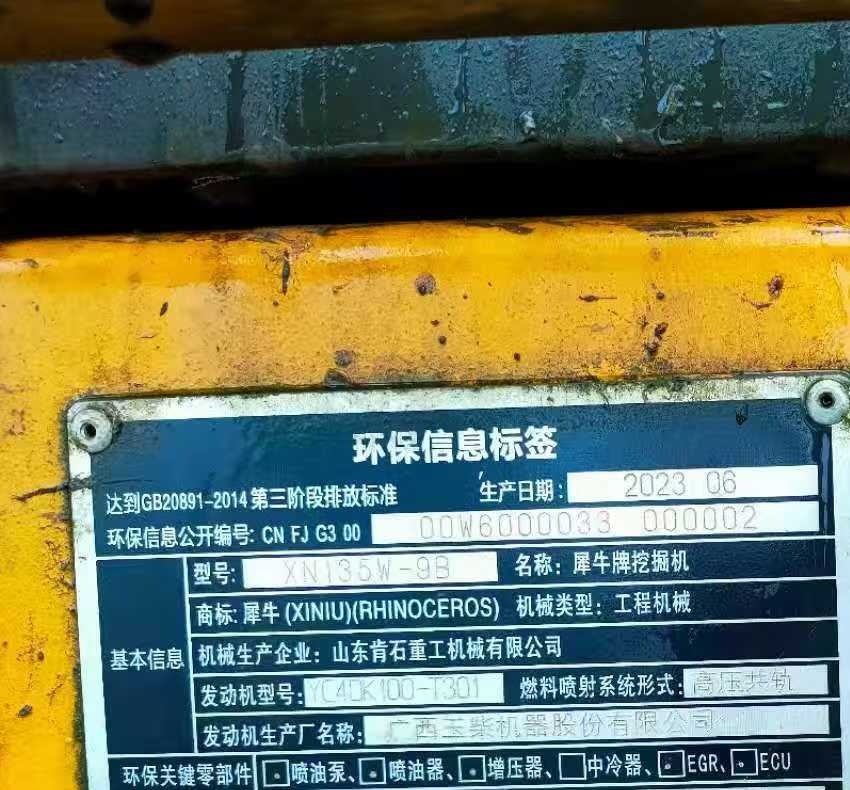 环保信息标签
达到GB20891-2014第三阶段排放标准 生产日期: 2023 06
环保信息公开编号: CN FJ G3 00 00W6000033 000002
基本信息
型号: XN135W-9B 名称: 犀牛牌挖掘机
商标: 犀牛 (XINIU)(RHINOCEROS) 机械类型: 工程机械
机械生产企业: 山东肯石重工机械有限公司
发动机型号: YC4DK100-T301 燃料喷射系统形式: 高压共轨
发动机生产厂名称: 广西玉柴机器股份有限公司
环保关键零部件 喷油泵、喷油器、增压器、中冷器、EGR、ECU